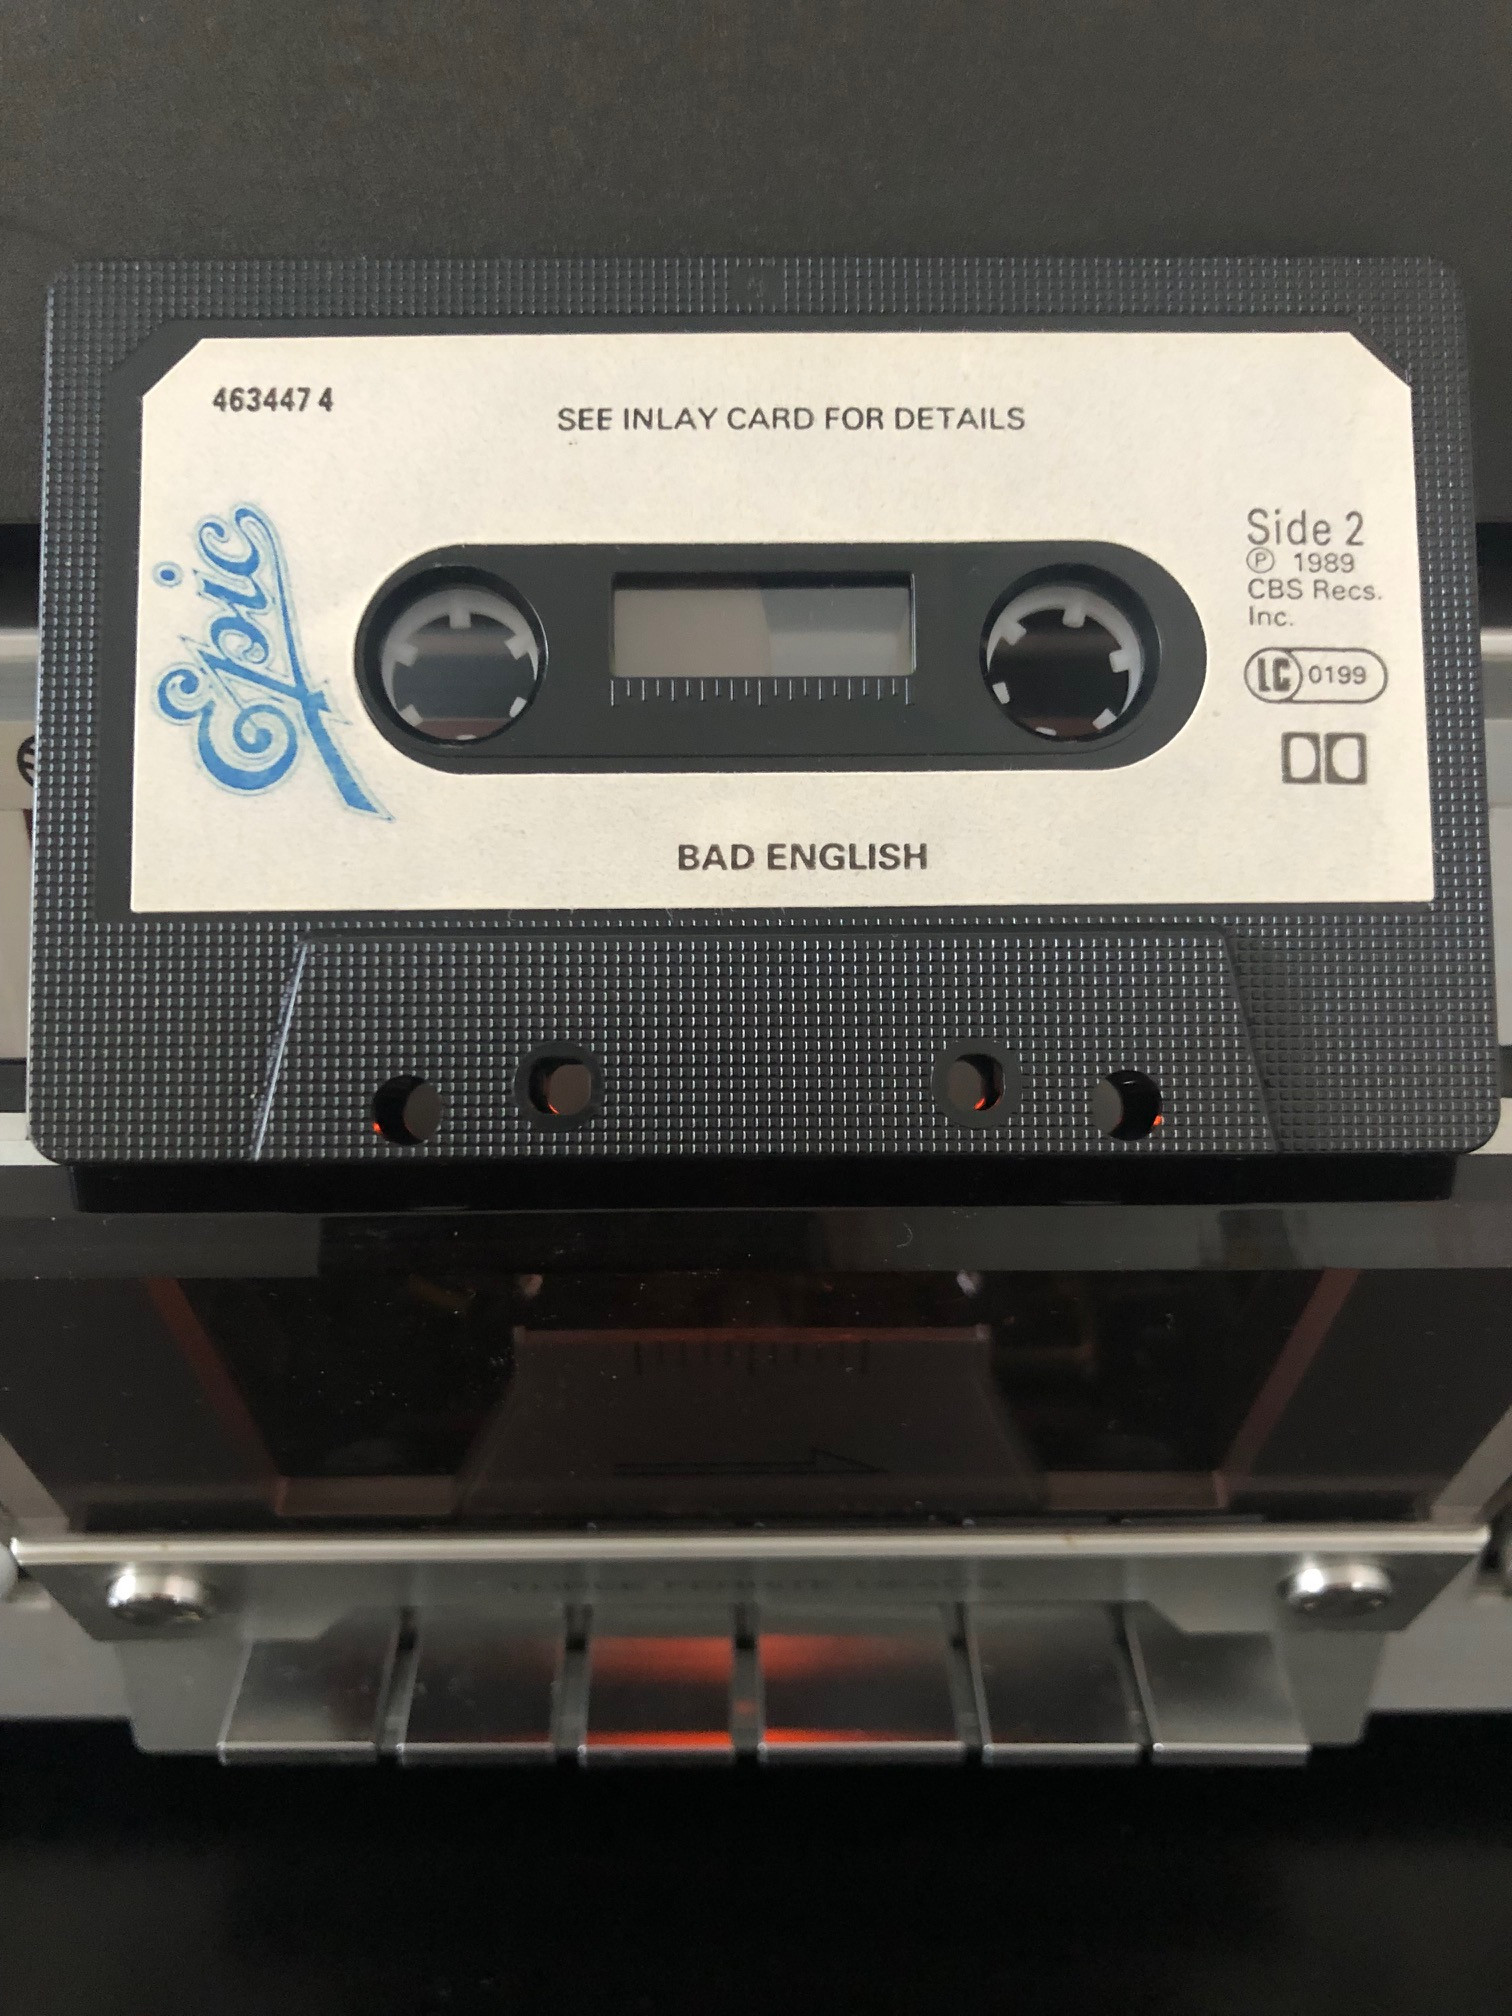 463447 4
SEE INLAY CARD FOR DETAILS
Epic
Side 2
Ⓟ 1989
CBS Recs.
Inc.
LC 0199
BAD ENGLISH